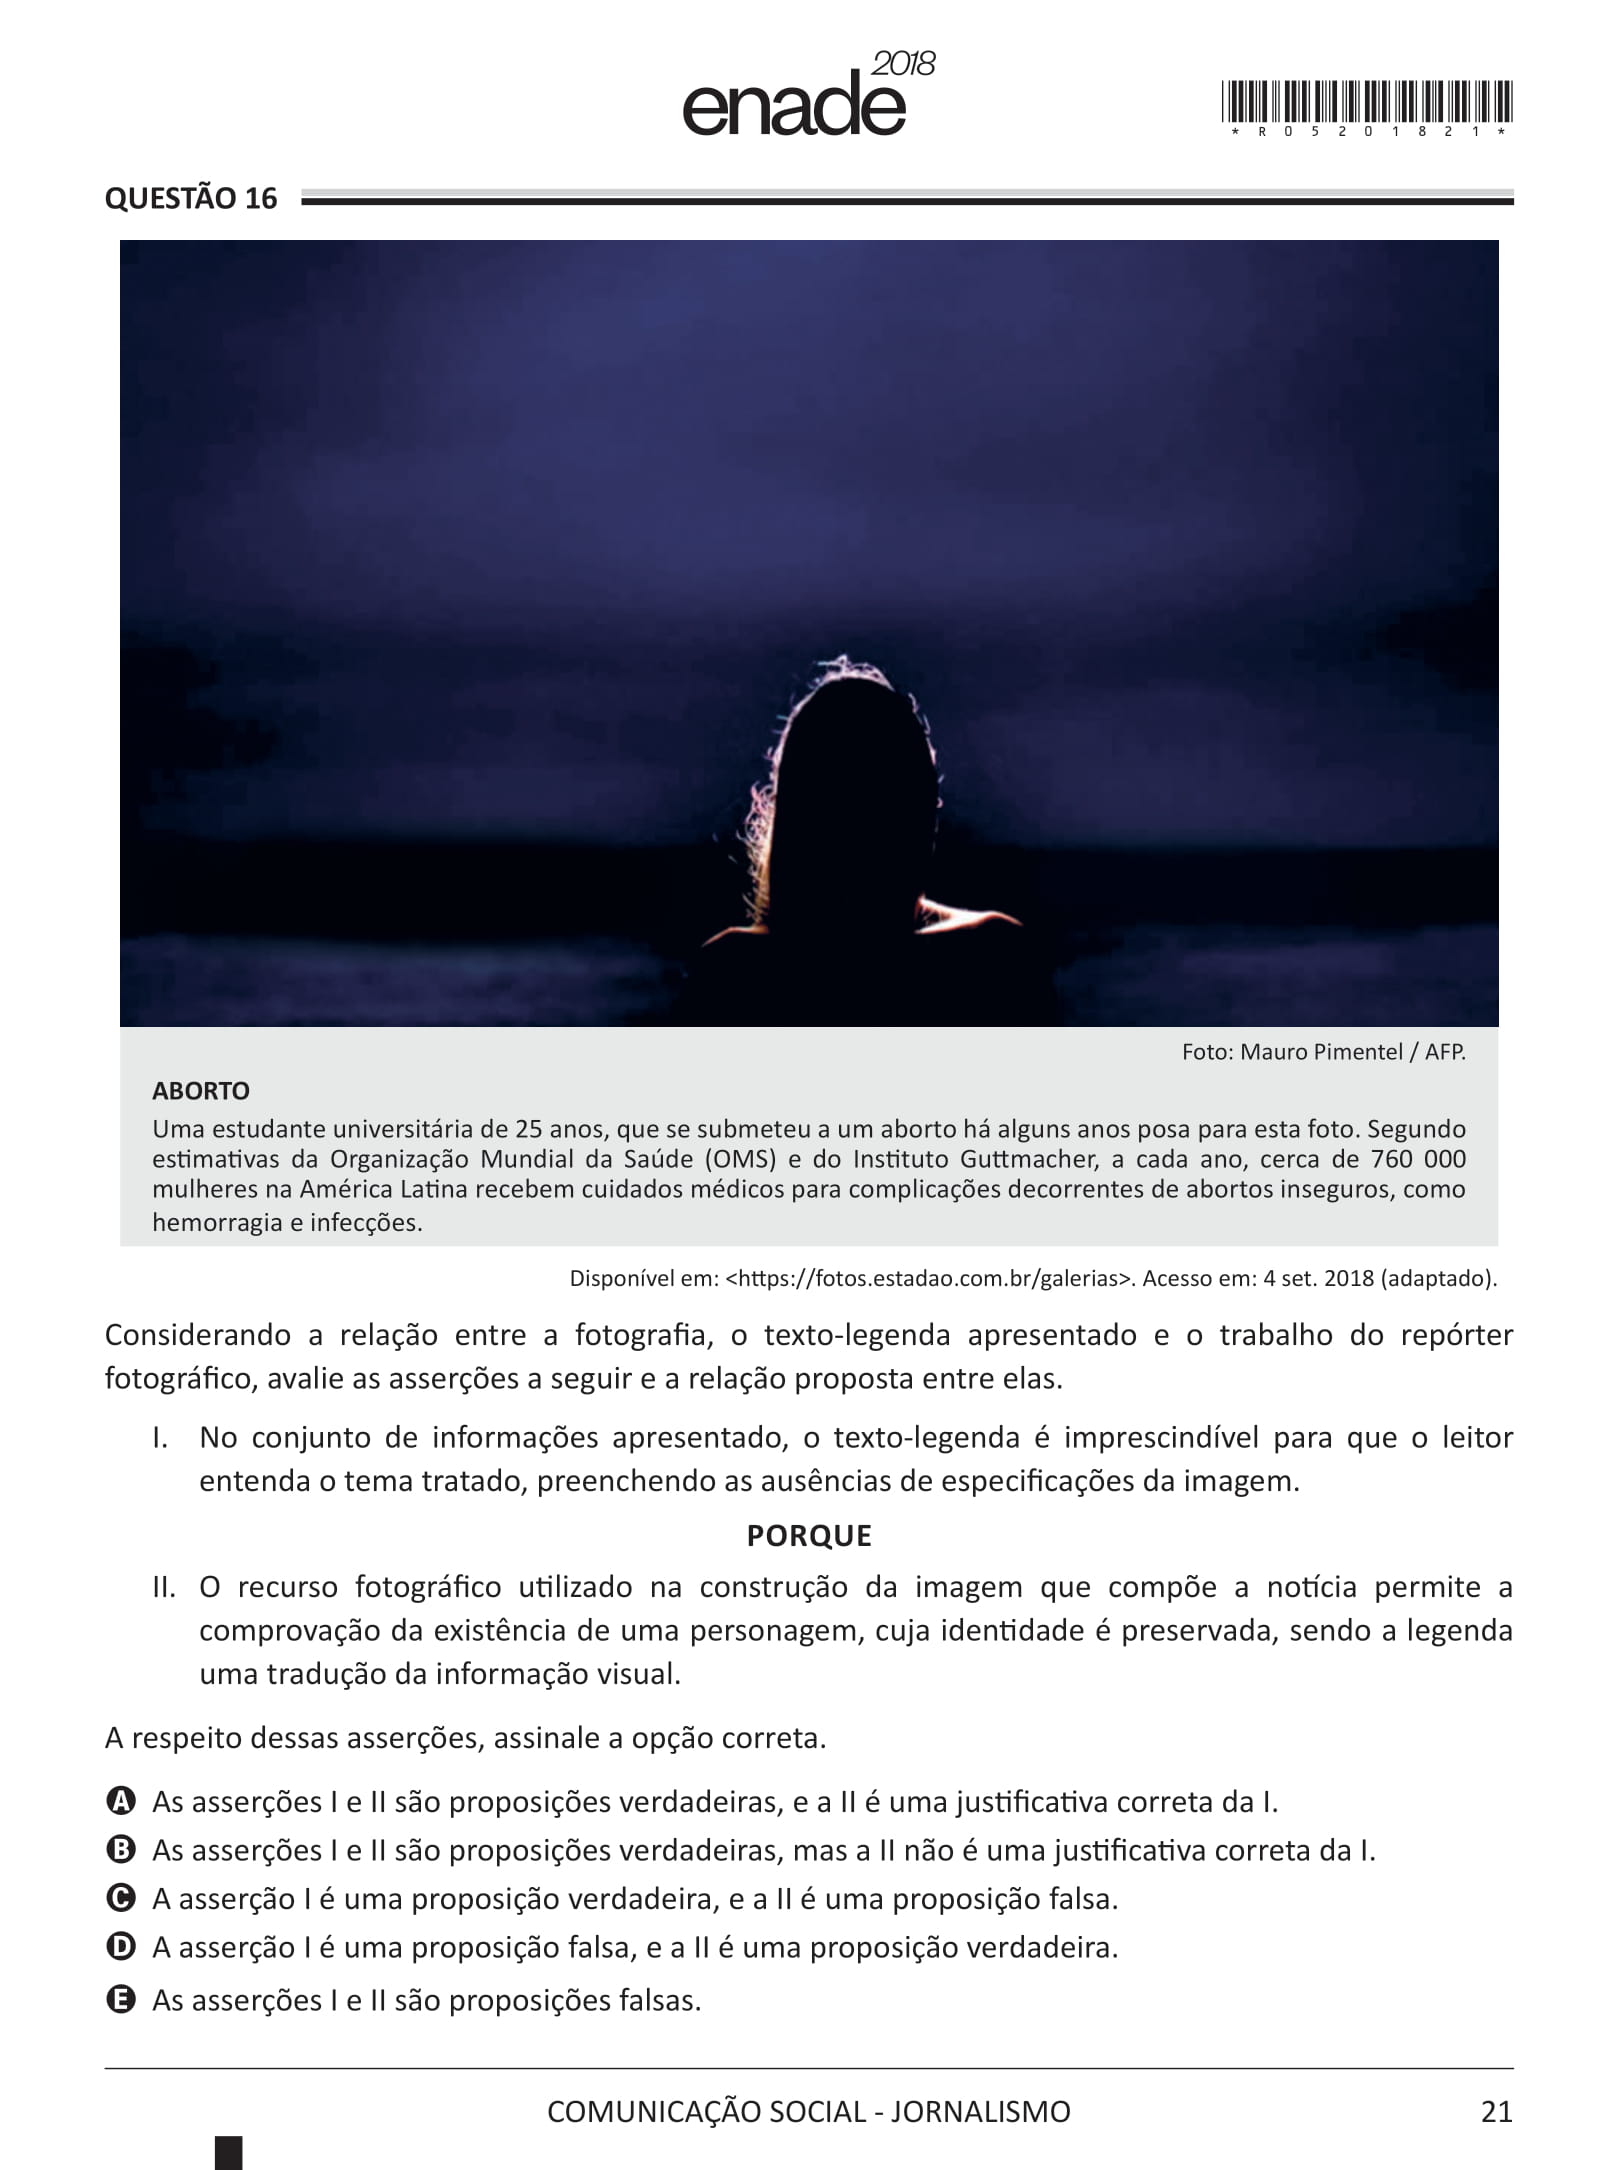 enade 2018
*R05201821*
QUESTÃO 16
Foto: Mauro Pimentel / AFP.
ABORTO
Uma estudante universitária de 25 anos, que se submeteu a um aborto há alguns anos posa para esta foto. Segundo
estimativas da Organização Mundial da Saúde (OMS) e do Instituto Guttmacher, a cada ano, cerca de 760 000
mulheres na América Latina recebem cuidados médicos para complicações decorrentes de abortos inseguros, como
hemorragia e infecções.
Disponível em: <https://fotos.estadao.com.br/galerias>. Acesso em: 4 set. 2018 (adaptado).
Considerando a relação entre a fotografia, o texto-legenda apresentado e o trabalho do repórter
fotográfico, avalie as asserções a seguir e a relação proposta entre elas.
I. No conjunto de informações apresentado, o texto-legenda é imprescindível para que o leitor
entenda o tema tratado, preenchendo as ausências de especificações da imagem.
PORQUE
II. O recurso fotográfico utilizado na construção da imagem que compõe a notícia permite a
comprovação da existência de uma personagem, cuja identidade é preservada, sendo a legenda
uma tradução da informação visual.
A respeito dessas asserções, assinale a opção correta.
A As asserções I e II são proposições verdadeiras, e a II é uma justificativa correta da I.
B As asserções I e II são proposições verdadeiras, mas a II não é uma justificativa correta da I.
C A asserção I é uma proposição verdadeira, e a II é uma proposição falsa.
D A asserção I é uma proposição falsa, e a II é uma proposição verdadeira.
E As asserções I e II são proposições falsas.
COMUNICAÇÃO SOCIAL - JORNALISMO
21